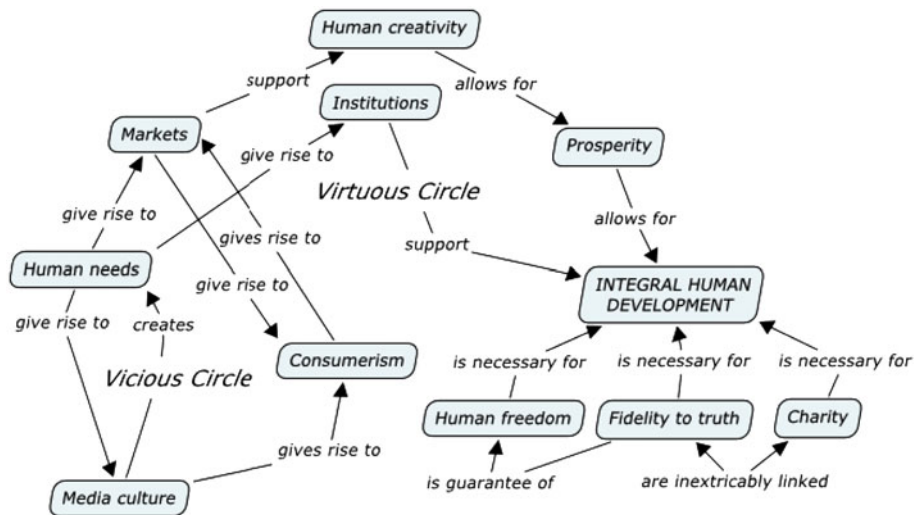 Human creativity
support
allows for
Institutions
Markets
Prosperity
give rise to
Virtuous Circle
give rise to
allows for
gives rise to
support
Human needs
give rise to
INTEGRAL HUMAN
DEVELOPMENT
give rise to
creates
Consumerism
is necessary for
is necessary for
is necessary for
Vicious Circle
Human freedom
Fidelity to truth
Charity
gives rise to
is guarantee of
are inextricably linked
Media culture